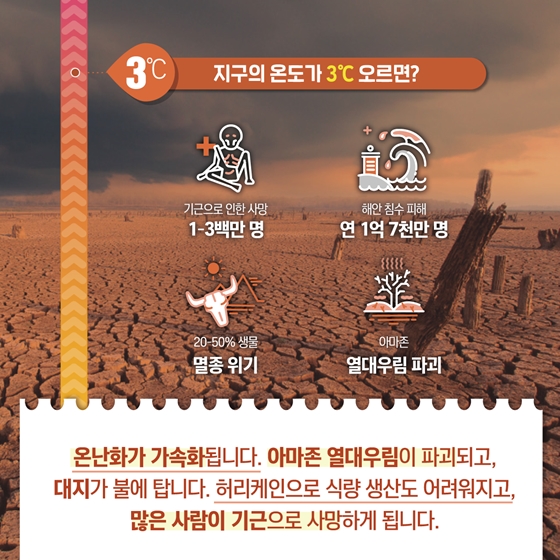 3℃
지구의 온도가 3℃ 오르면?
기근으로 인한 사망
1-3백만 명
해안 침수 피해
연 1억 7천만 명
20-50% 생물
멸종 위기
아마존
열대우림 파괴
온난화가 가속화됩니다. 아마존 열대우림이 파괴되고,
대지가 불에 탑니다. 허리케인으로 식량 생산도 어려워지고,
많은 사람이 기근으로 사망하게 됩니다.